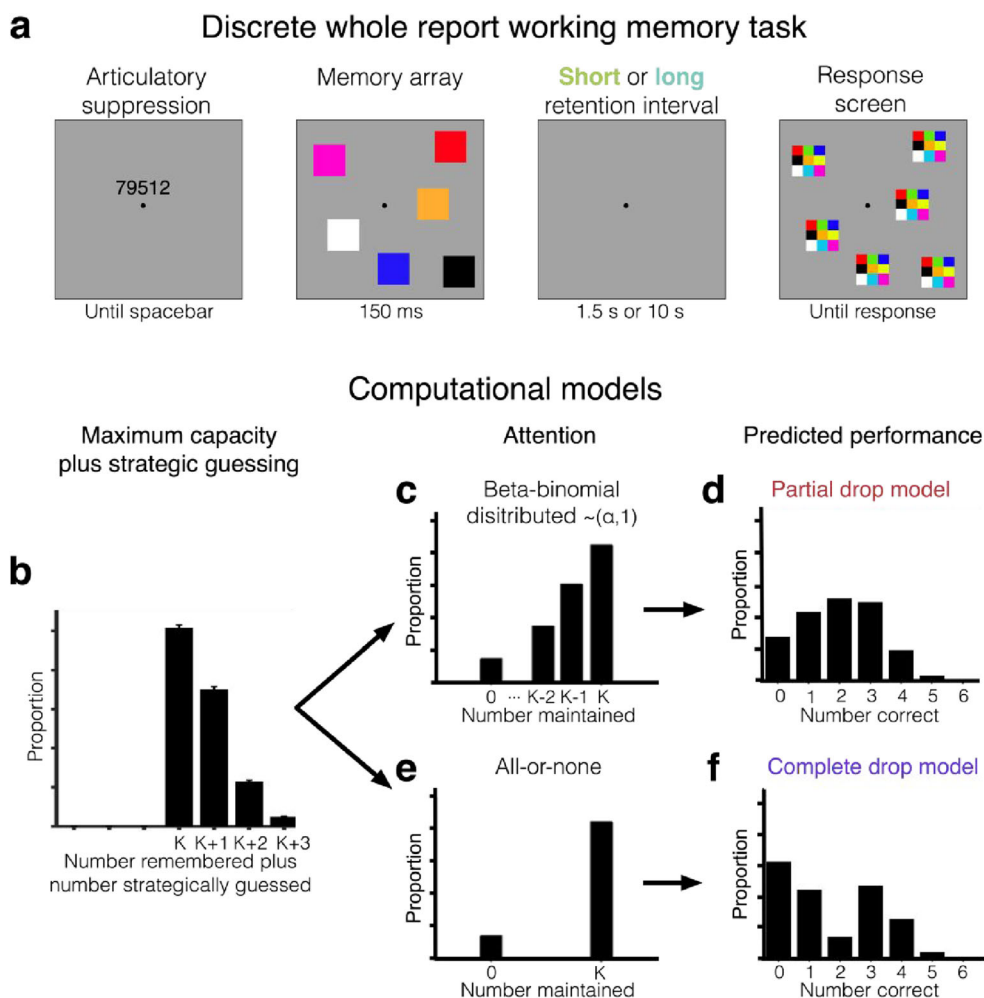 a
Discrete whole report working memory task
Articulatory
suppression
Memory array
Short or long
retention interval
Response
screen
79512
Until spacebar
150 ms
1.5 s or 10 s
Until response
Computational models
Maximum capacity
plus strategic guessing
Attention
Predicted performance
b
Proportion
K K+1 K+2 K+3
Number remembered plus
number strategically guessed
c
Beta-binomial
disitributed ~(α,1)
Proportion
0 ... K-2 K-1 K
Number maintained
d
Partial drop model
Proportion
0 1 2 3 4 5 6
Number correct
e
All-or-none
Proportion
0 K
Number maintained
f
Complete drop model
Proportion
0 1 2 3 4 5 6
Number correct